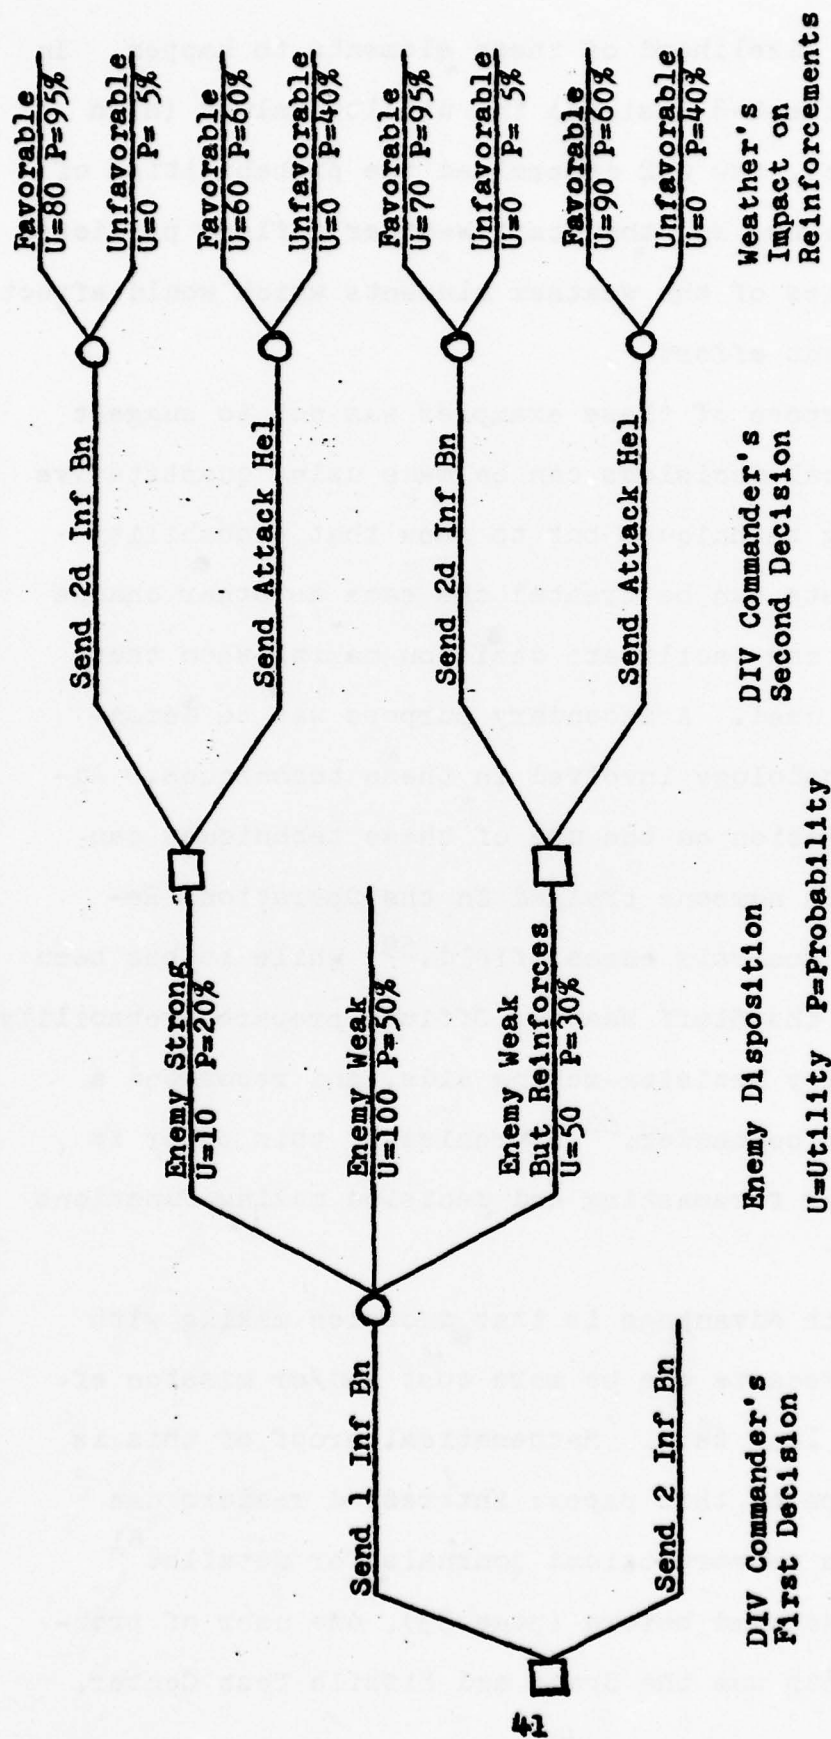 Favorable
U=80 P=95%
Unfavorable
U=0 P= 5%
Send 2d Inf Bn
Enemy Strong
U=10 P=20%
Favorable
U=60 P=60%
Unfavorable
U=0 P=40%
Send Attack Hel
Send 1 Inf Bn
Enemy Weak
U=100 P=50%
Favorable
U=70 P=95%
Unfavorable
U=0 P= 5%
Send 2d Inf Bn
Enemy Weak
But Reinforces
U=50 P=30%
Favorable
U=90 P=60%
Unfavorable
U=0 P=40%
Send Attack Hel
Send 2 Inf Bn
DIV Commander's
First Decision
Enemy Disposition
DIV Commander's
Second Decision
Weather's
Impact on
Reinforcements
U=Utility P=Probability
41